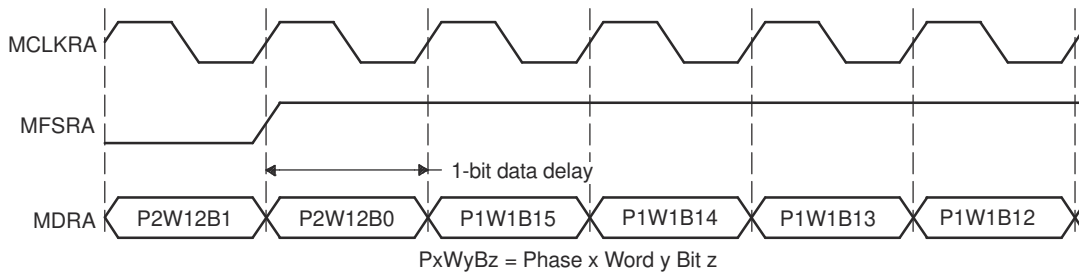 MCLKRA
MFSRA
1-bit data delay
MDRA P2W12B1 P2W12B0 P1W1B15 P1W1B14 P1W1B13 P1W1B12
PxWyBz = Phase x Word y Bit z